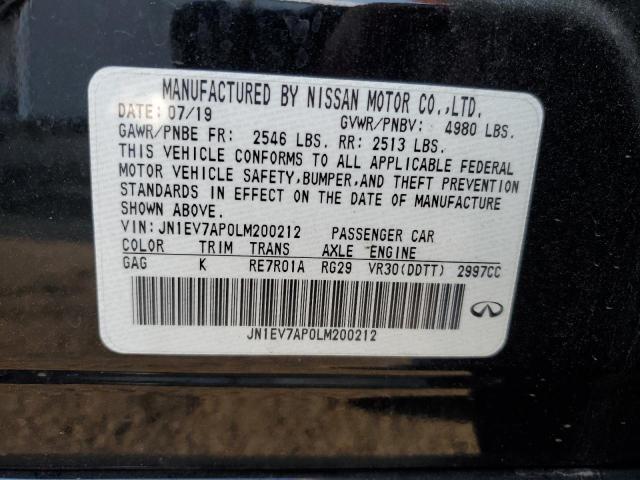 MANUFACTURED BY NISSAN MOTOR CO.,LTD.
DATE: 07/19 GVWR/PNBV: 4980 LBS.
GAWR/PNBE FR: 2546 LBS. RR: 2513 LBS.
THIS VEHICLE CONFORMS TO ALL APPLICABLE FEDERAL
MOTOR VEHICLE SAFETY,BUMPER,AND THEFT PREVENTION
STANDARDS IN EFFECT ON THE DATE OF MANUFACTURE
SHOWN ABOVE.
VIN: JN1EV7AP0LM200212 PASSENGER CAR
COLOR TRIM TRANS AXLE ENGINE
GAG K RE7R01A RG29 VR30(DDTT) 2997CC
JN1EV7AP0LM200212